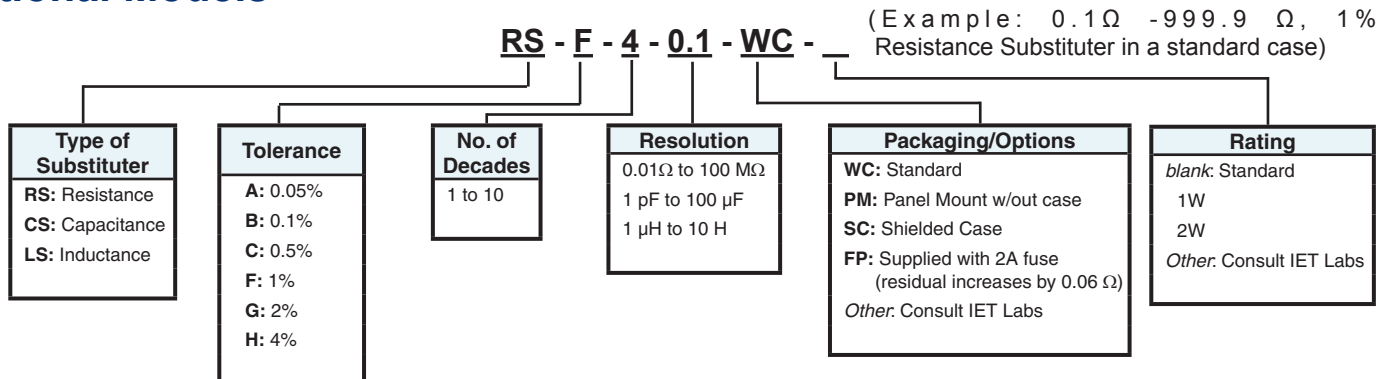 (Example: 0.1Ω -999.9 Ω, 1%
RS - F - 4 - 0.1 - WC - __ Resistance Substituter in a standard case)
Type of
Substituter
RS: Resistance
CS: Capacitance
LS: Inductance
Tolerance
A: 0.05%
B: 0.1%
C: 0.5%
F: 1%
G: 2%
H: 4%
No. of
Decades
1 to 10
Resolution
0.01Ω to 100 MΩ
1 pF to 100 µF
1 µH to 10 H
Packaging/Options
WC: Standard
PM: Panel Mount w/out case
SC: Shielded Case
FP: Supplied with 2A fuse
(residual increases by 0.06 Ω)
Other: Consult IET Labs
Rating
blank: Standard
1W
2W
Other: Consult IET Labs